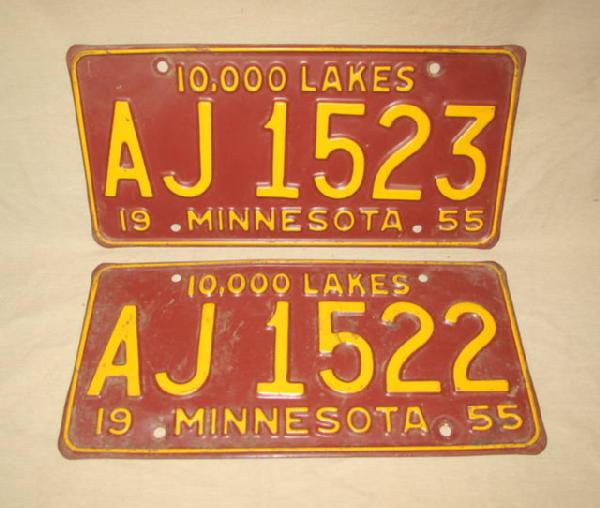 10,000 LAKES
AJ 1523
19 MINNESOTA 55
10,000 LAKES
AJ 1522
19 MINNESOTA 55